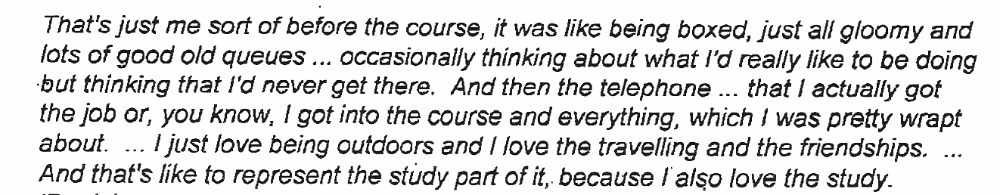 That's just me sort of before the course, it was like being boxed, just all gloomy and
lots of good old queues ... occasionally thinking about what I'd really like to be doing
but thinking that I'd never get there. And then the telephone ... that I actually got
the job or, you know, I got into the course and everything, which I was pretty wrapt
about. ... I just love being outdoors and I love the travelling and the friendships. ...
And that's like to represent the study part of it, because I also love the study.